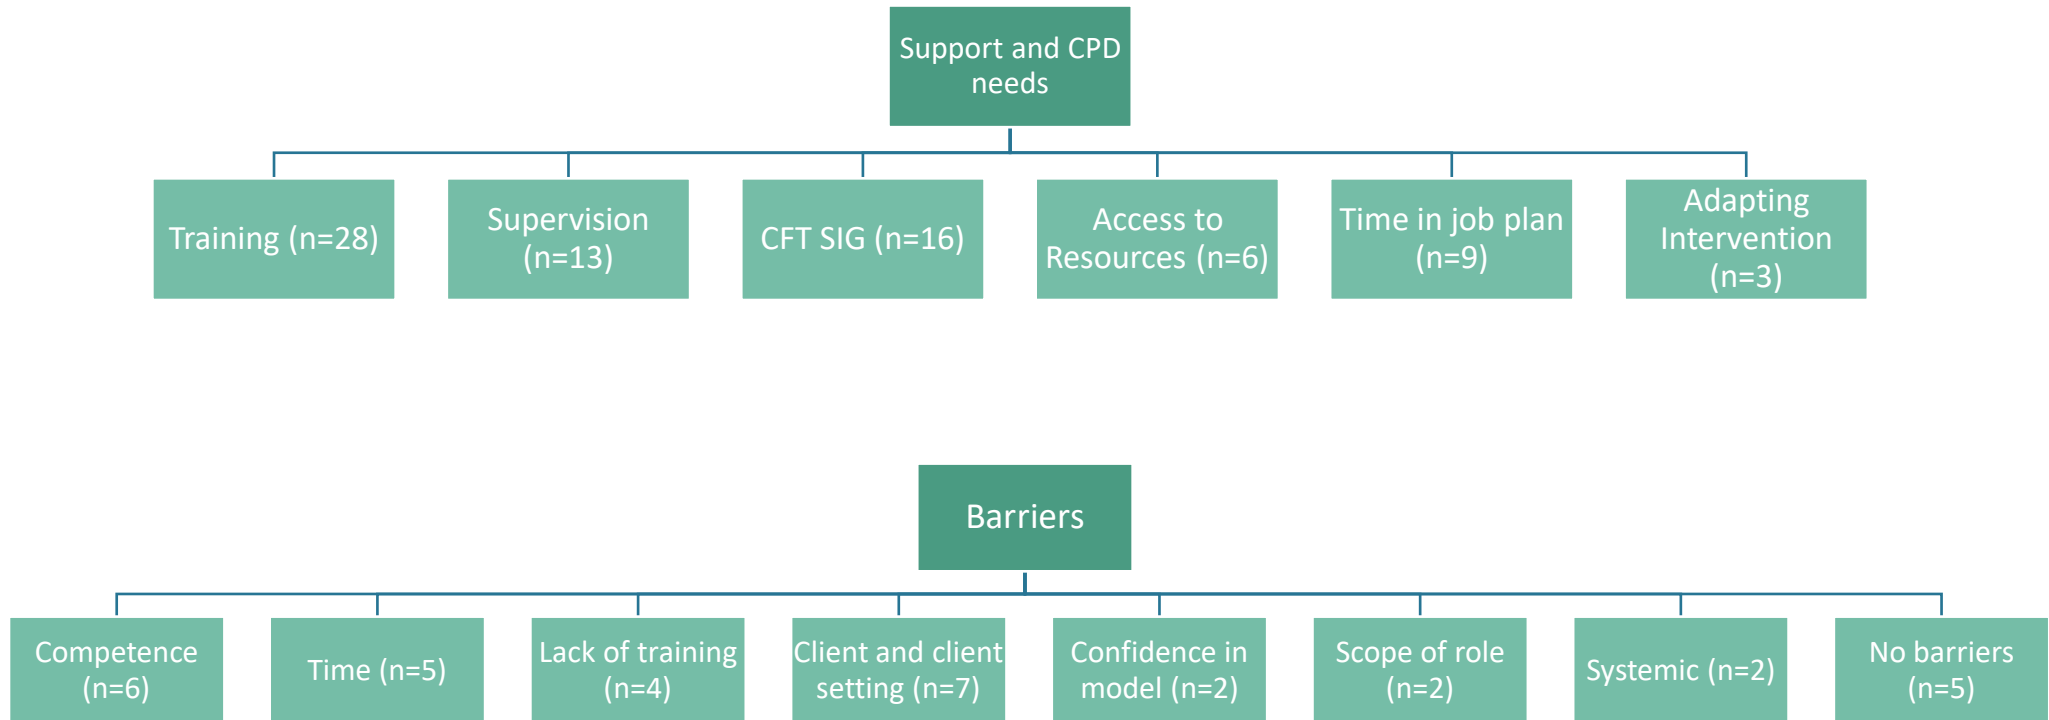 Support and CPD
needs
Training (n=28)
Supervision
(n=13)
CFT SIG (n=16)
Access to
Resources (n=6)
Time in job plan
(n=9)
Adapting
Intervention
(n=3)
Barriers
Competence
(n=6)
Time (n=5)
Lack of training
(n=4)
Client and client
setting (n=7)
Confidence in
model (n=2)
Scope of role
(n=2)
Systemic (n=2)
No barriers
(n=5)